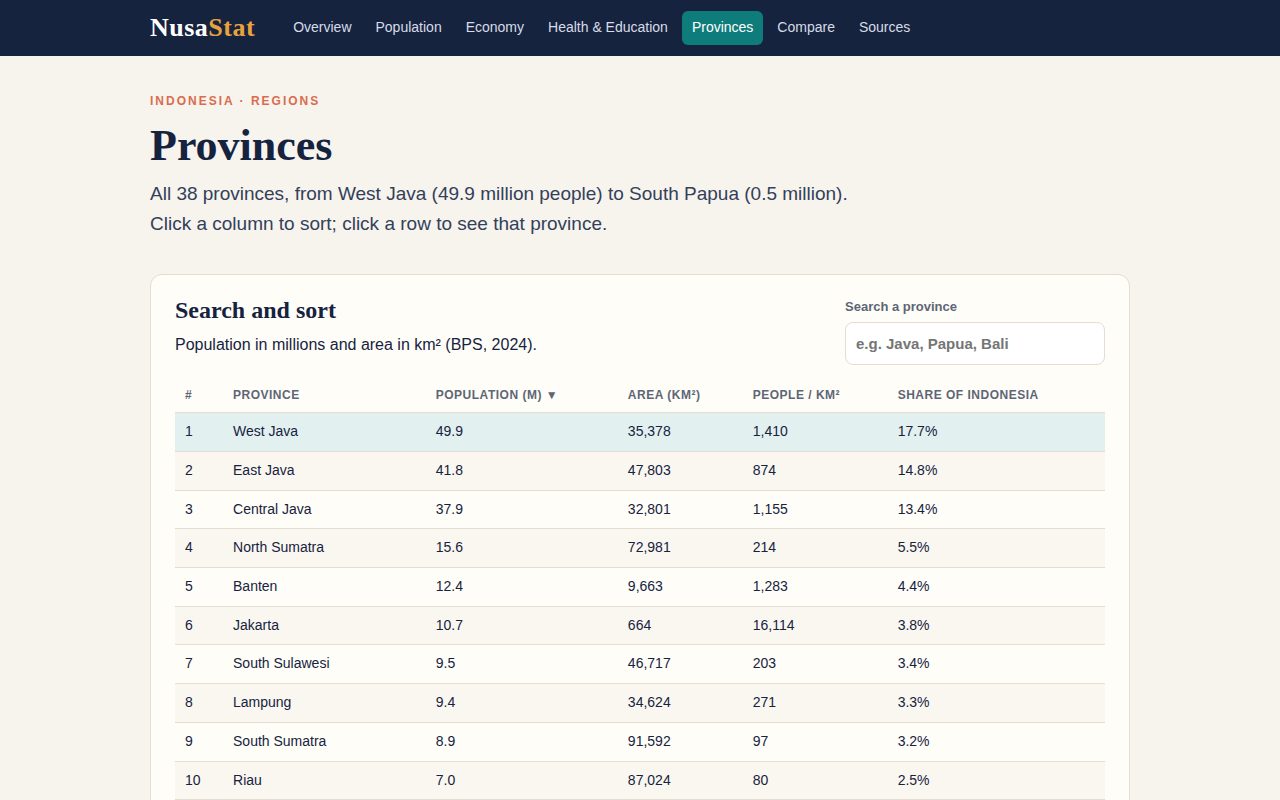 NusaStat Overview Population Economy Health & Education Provinces Compare Sources
INDONESIA · REGIONS
Provinces
All 38 provinces, from West Java (49.9 million people) to South Papua (0.5 million).
Click a column to sort; click a row to see that province.
Search and sort
Population in millions and area in km² (BPS, 2024).
Search a province
e.g. Java, Papua, Bali
# PROVINCE POPULATION (M) ▼ AREA (KM²) PEOPLE / KM² SHARE OF INDONESIA
1 West Java 49.9 35,378 1,410 17.7%
2 East Java 41.8 47,803 874 14.8%
3 Central Java 37.9 32,801 1,155 13.4%
4 North Sumatra 15.6 72,981 214 5.5%
5 Banten 12.4 9,663 1,283 4.4%
6 Jakarta 10.7 664 16,114 3.8%
7 South Sulawesi 9.5 46,717 203 3.4%
8 Lampung 9.4 34,624 271 3.3%
9 South Sumatra 8.9 91,592 97 3.2%
10 Riau 7.0 87,024 80 2.5%